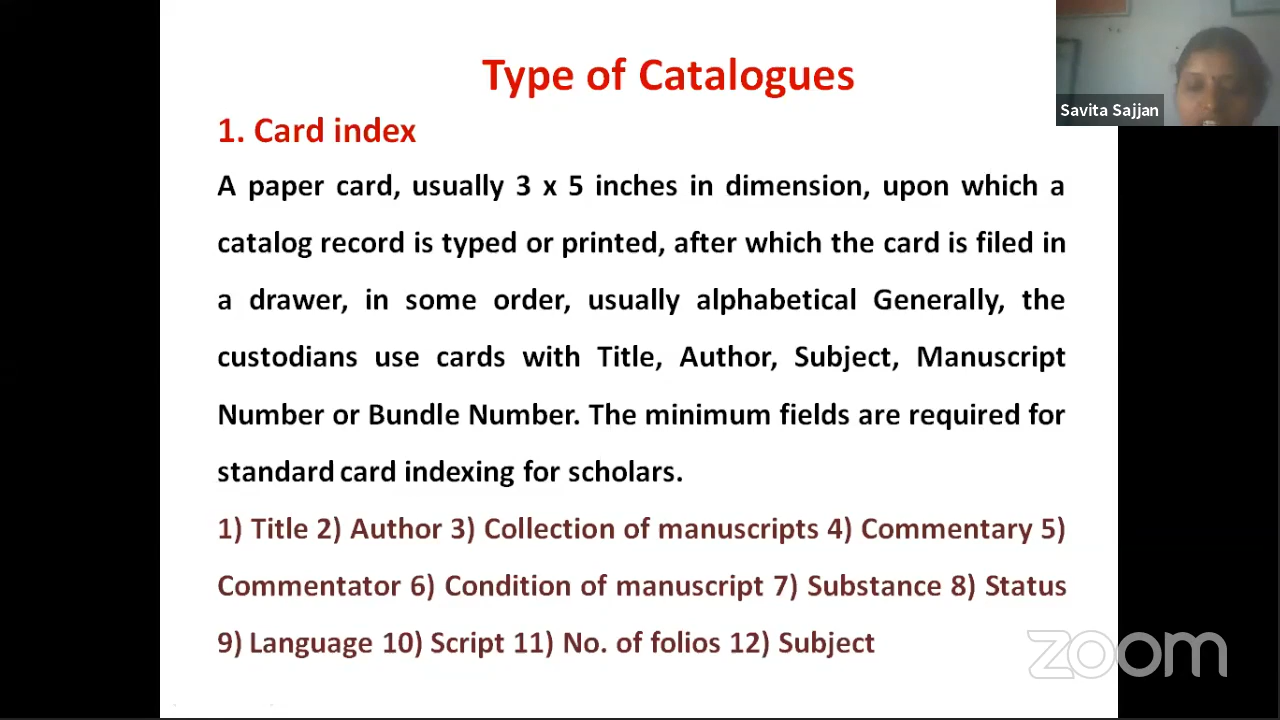 Type of Catalogues
Savita Sajjan
1. Card index
A paper card, usually 3 x 5 inches in dimension, upon which a
catalog record is typed or printed, after which the card is filed in
a drawer, in some order, usually alphabetical Generally, the
custodians use cards with Title, Author, Subject, Manuscript
Number or Bundle Number. The minimum fields are required for
standard card indexing for scholars.
1) Title 2) Author 3) Collection of manuscripts 4) Commentary 5)
Commentator 6) Condition of manuscript 7) Substance 8) Status
9) Language 10) Script 11) No. of folios 12) Subject
zoom